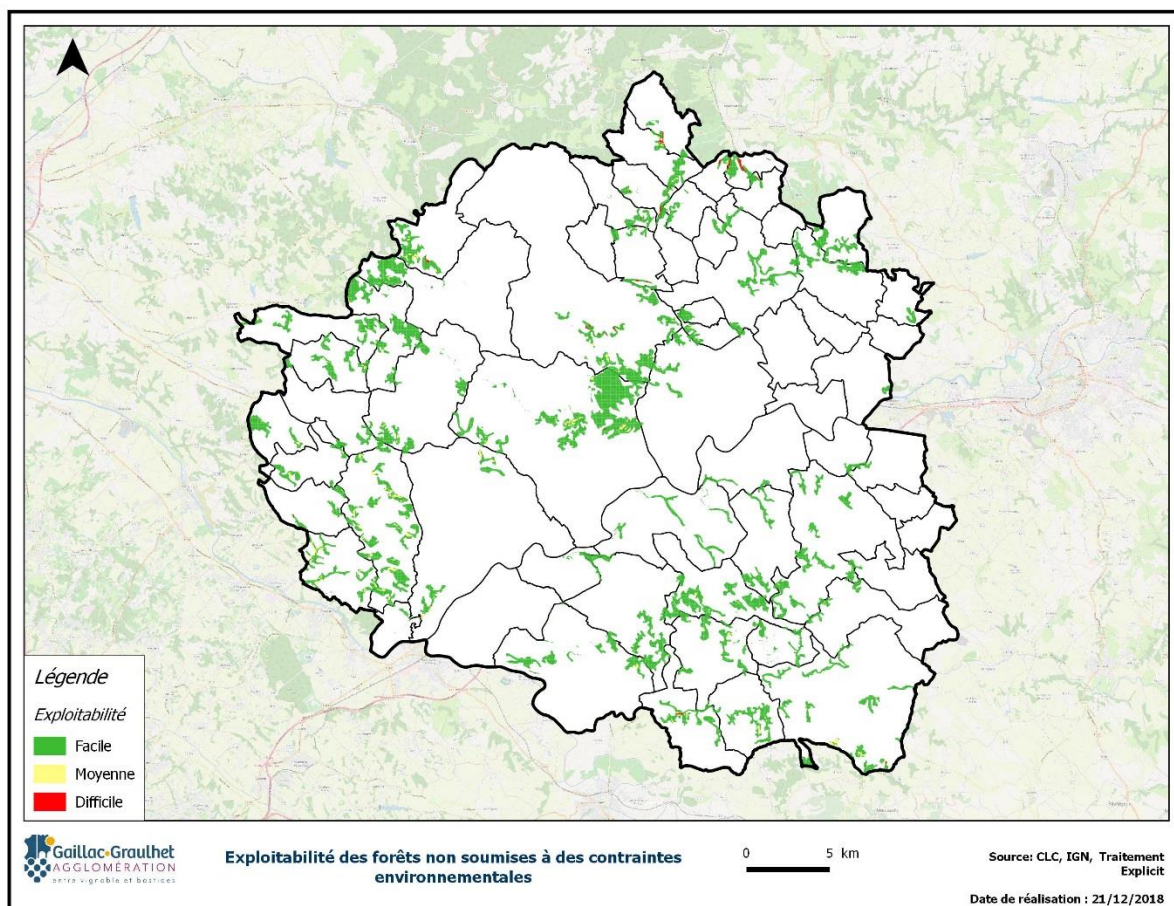 Légende
Exploitabilité
Facile
Moyenne
Difficile
Gaillac•Graulhet
AGGLOMÉRATION
entre vignoble et bastides
Exploitabilité des forêts non soumises à des contraintes
environnementales
0 5 km
Source: CLC, IGN, Traitement
Explicit
Date de réalisation : 21/12/2018